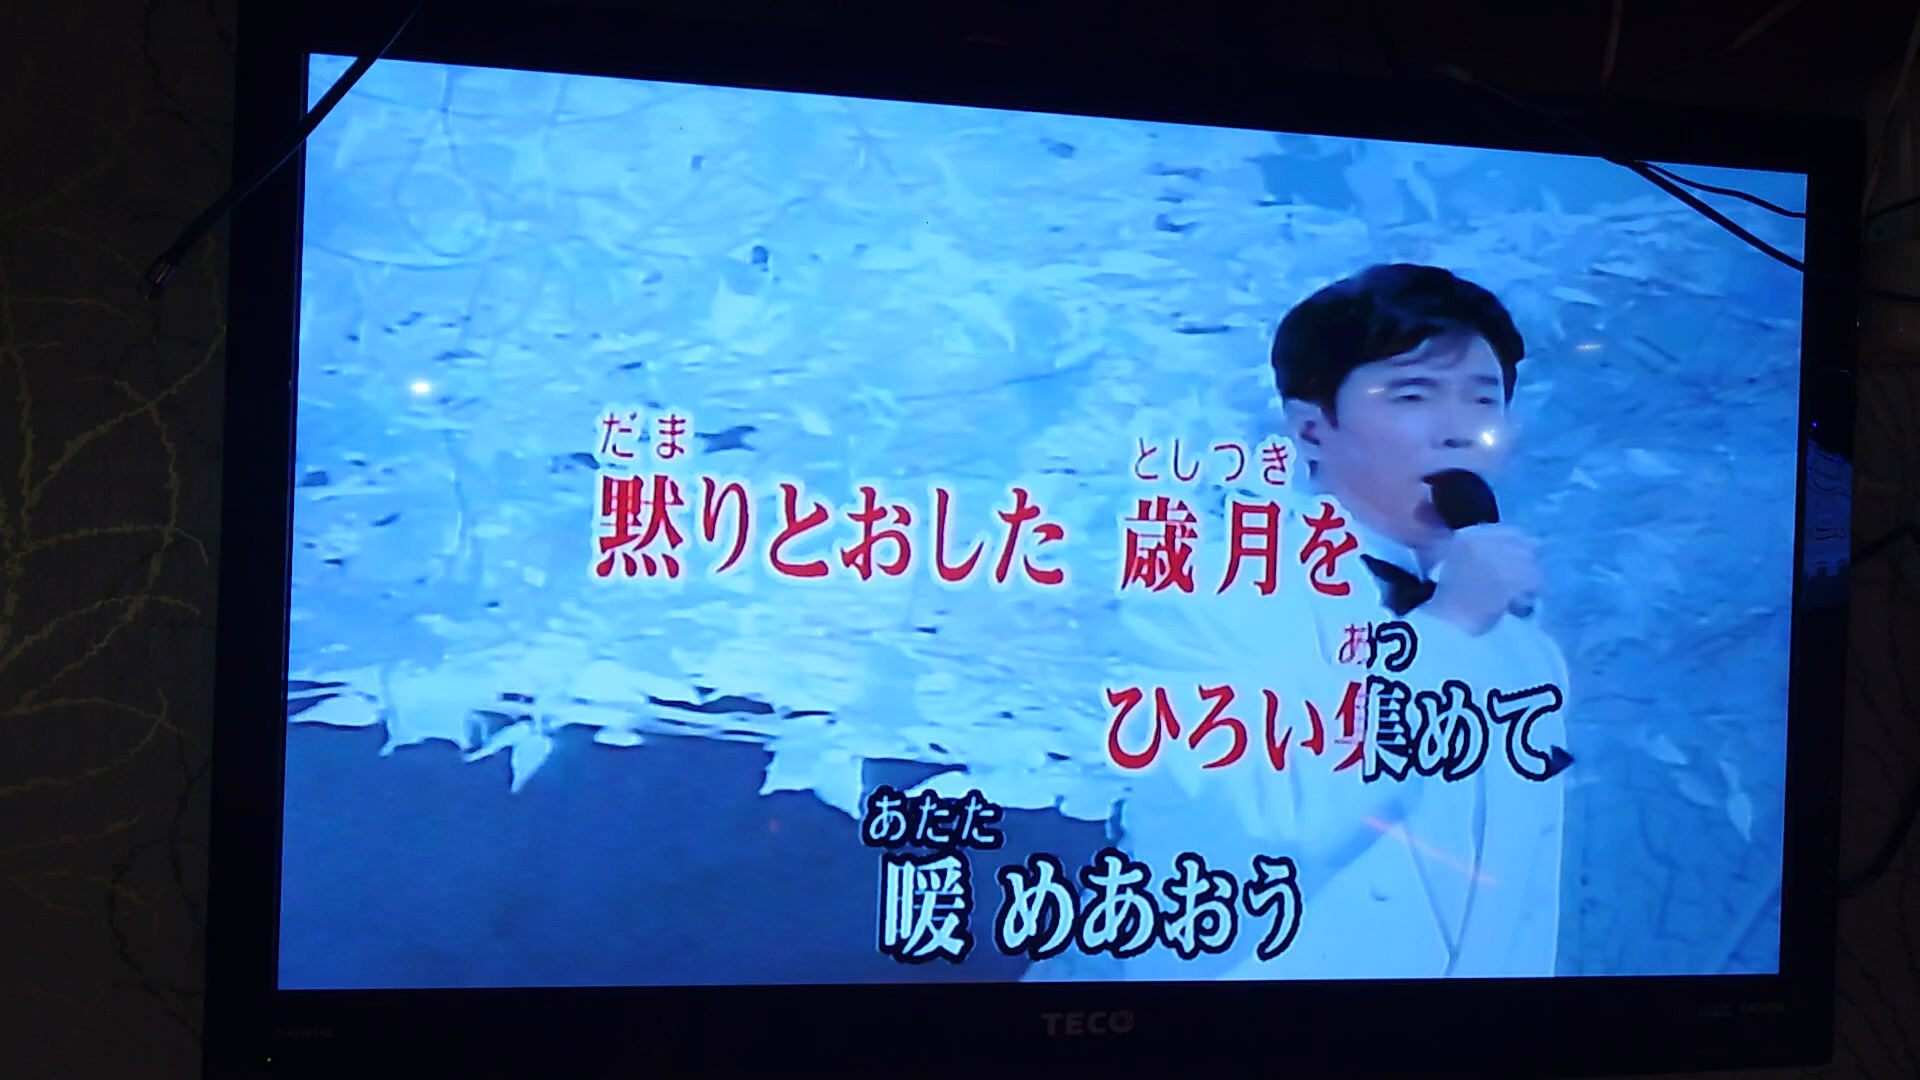 だま としつき
黙りとおした 歳月を
あつ
ひろい集めて
あたた
暖めあおう
TECO